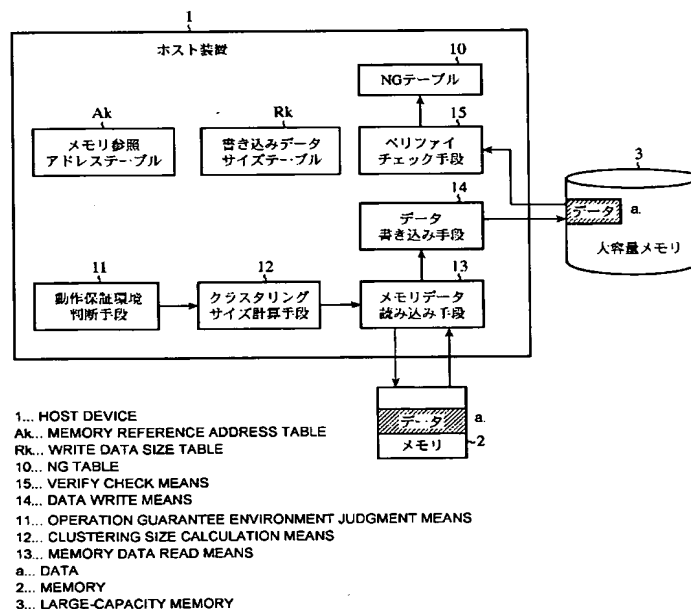 1
ホスト装置
10
NGテーブル
Ak
Rk
15
メモリ参照
アドレステーブル
書き込みデータ
サイズテーブル
ベリファイ
チェック手段
3
14
データ
a.
データ
書き込み手段
大容量メモリ
11
12
13
動作保証環境
判断手段
クラスタリング
サイズ計算手段
メモリデータ
読み込み手段
データ
a.
メモリ
2
1... HOST DEVICE
Ak... MEMORY REFERENCE ADDRESS TABLE
Rk... WRITE DATA SIZE TABLE
10... NG TABLE
15... VERIFY CHECK MEANS
14... DATA WRITE MEANS
11... OPERATION GUARANTEE ENVIRONMENT JUDGMENT MEANS
12... CLUSTERING SIZE CALCULATION MEANS
13... MEMORY DATA READ MEANS
a... DATA
2... MEMORY
3... LARGE-CAPACITY MEMORY